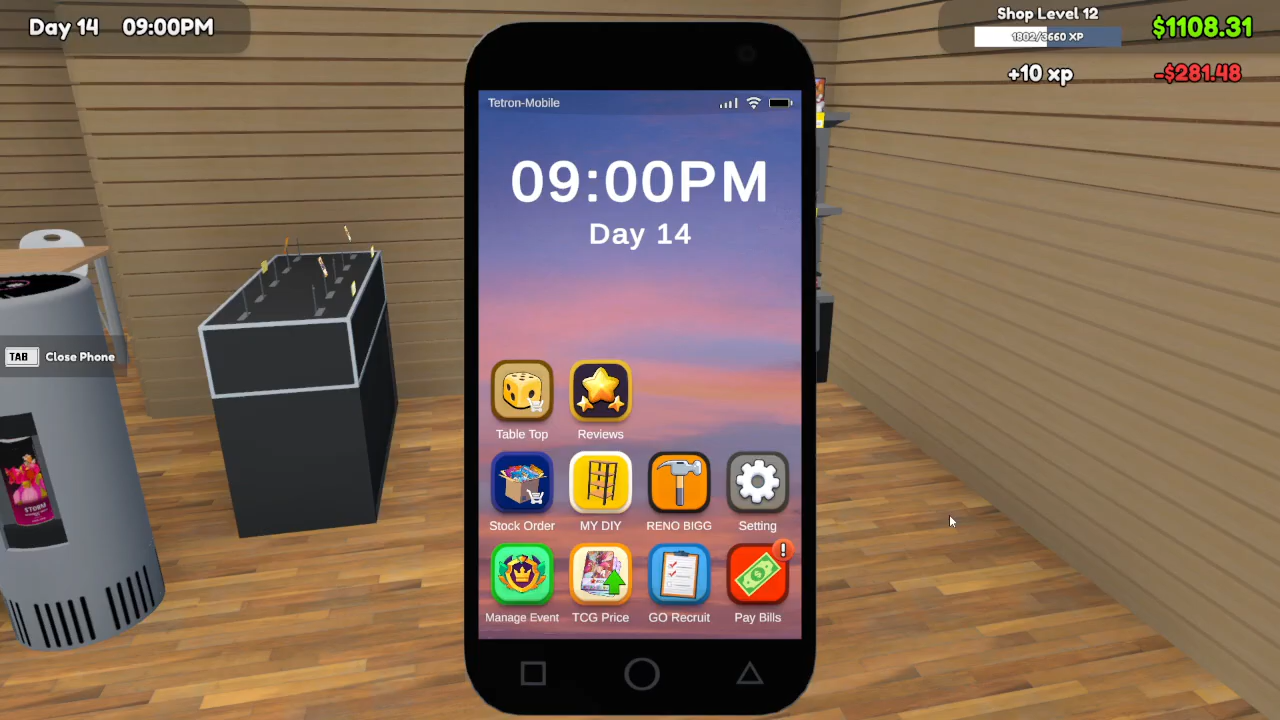 Day 14 09:00PM
Shop Level 12
1802/3660 XP
$1108.31
+10 xp
-$281.48
Tetron-Mobile
09:00PM
Day 14
TAB Close Phone
Table Top
Reviews
Stock Order
MY DIY
RENO BIGG
Setting
Manage Event
TCG Price
GO Recruit
Pay Bills
STORM